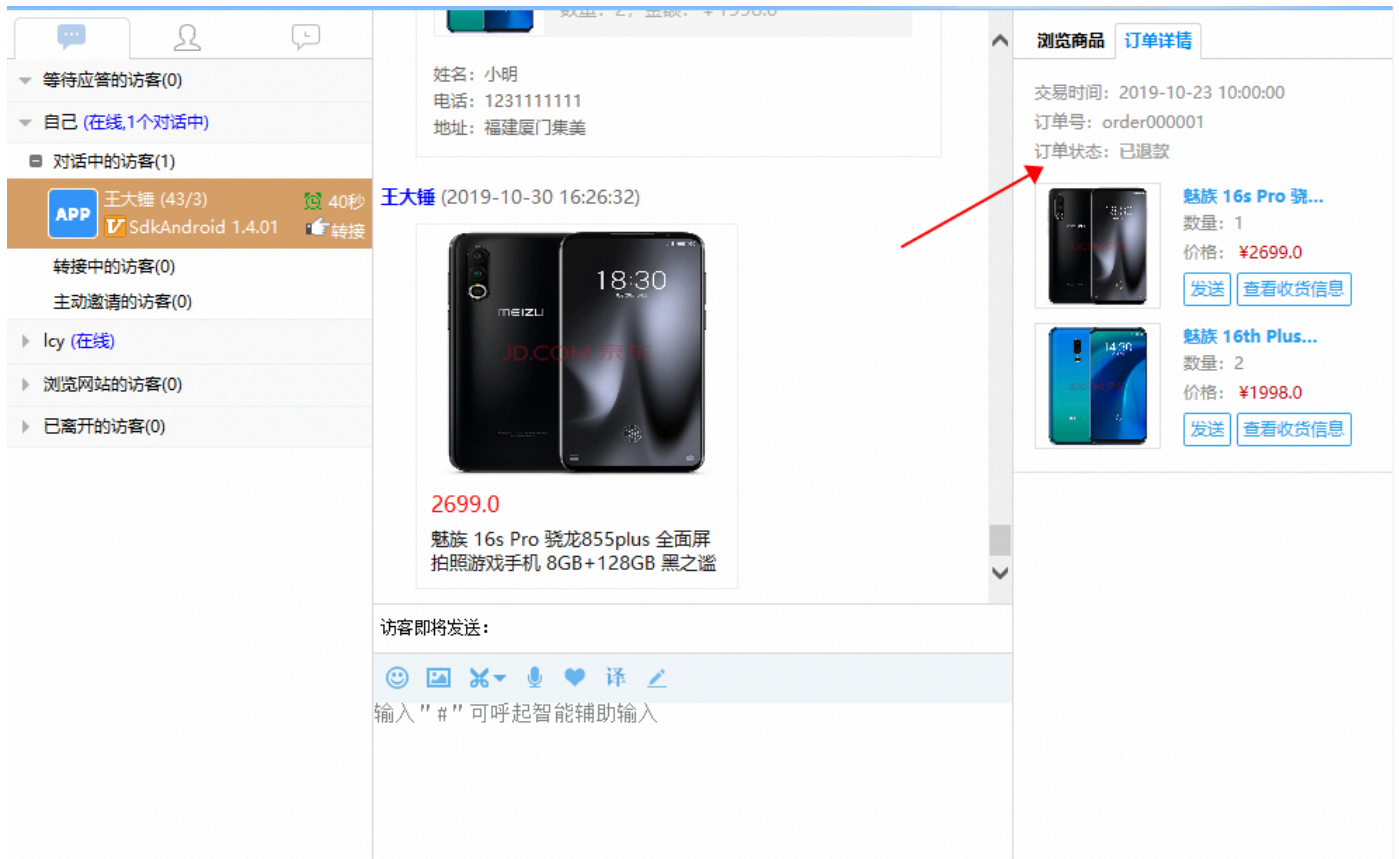 等待应答的访客(0)
自己 (在线,1个对话中)
对话中的访客(1)
APP
王大锤 (43/3)
40秒
V SdkAndroid 1.4.01
转接
转接中的访客(0)
主动邀请的访客(0)
lcy (在线)
浏览网站的访客(0)
已离开的访客(0)
数量：2，金额：+1998.0
姓名：小明
电话：1231111111
地址：福建厦门集美
王大锤 (2019-10-30 16:26:32)
18:30
MEIZU
JD.COM 京东
2699.0
魅族 16s Pro 骁龙855plus 全面屏
拍照游戏手机 8GB+128GB 黑之谧
访客即将发送：
译
输入"#"可呼起智能辅助输入
浏览商品
订单详情
交易时间：2019-10-23 10:00:00
订单号：order000001
订单状态：已退款
魅族 16s Pro 骁...
数量：1
价格：¥2699.0
发送
查看收货信息
14:30
魅族 16th Plus...
数量：2
价格：¥1998.0
发送
查看收货信息